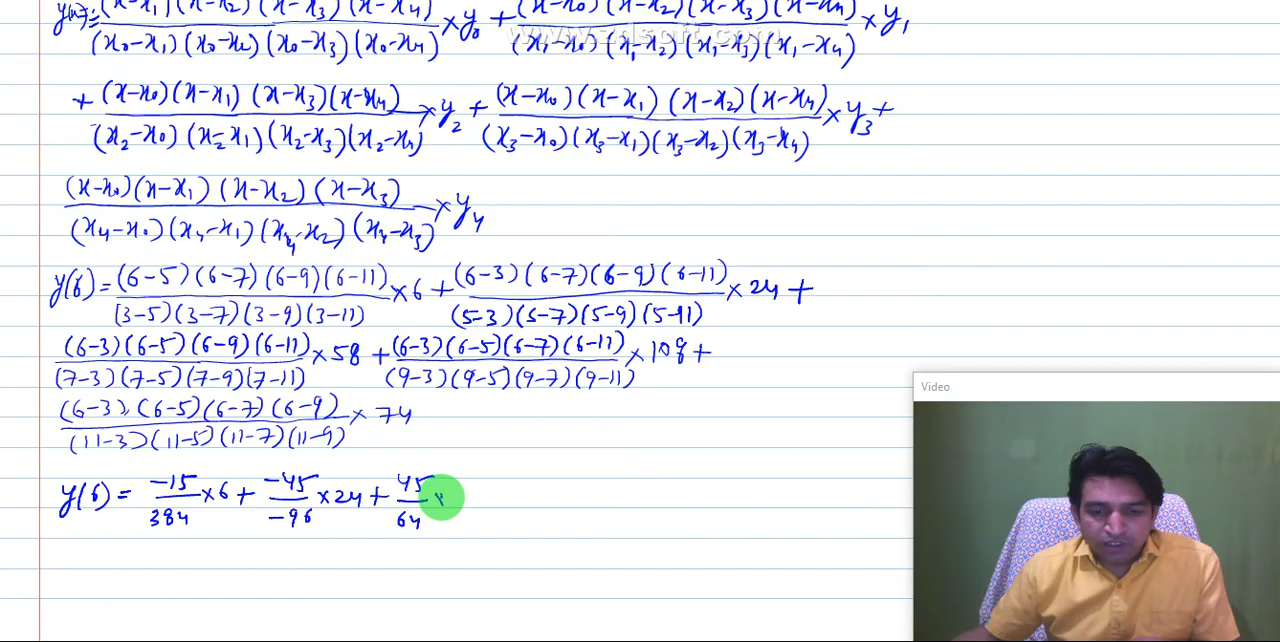 y(x)= (x-x₁)(x-x₂)(x-x₃)(x-x₄) / (x₀-x₁)(x₀-x₂)(x₀-x₃)(x₀-x₄) × y₀ + (x-x₀)(x-x₂)(x-x₃)(x-x₄) / (x₁-x₀)(x₁-x₂)(x₁-x₃)(x₁-x₄) × y₁
+ (x-x₀)(x-x₁)(x-x₃)(x-x₄) / (x₂-x₀)(x₂-x₁)(x₂-x₃)(x₂-x₄) × y₂ + (x-x₀)(x-x₁)(x-x₂)(x-x₄) / (x₃-x₀)(x₃-x₁)(x₃-x₂)(x₃-x₄) × y₃ +
(x-x₀)(x-x₁)(x-x₂)(x-x₃) / (x₄-x₀)(x₄-x₁)(x₄-x₂)(x₄-x₃) × y₄
y(6) = (6-5)(6-7)(6-9)(6-11) / (3-5)(3-7)(3-9)(3-11) × 6 + (6-3)(6-7)(6-9)(6-11) / (5-3)(5-7)(5-9)(5-11) × 24 +
(6-3)(6-5)(6-9)(6-11) / (7-3)(7-5)(7-9)(7-11) × 58 + (6-3)(6-5)(6-7)(6-11) / (9-3)(9-5)(9-7)(9-11) × 108 +
(6-3)(6-5)(6-7)(6-9) / (11-3)(11-5)(11-7)(11-9) × 74
Video
y(6) = -15/384 × 6 + -45/-96 × 24 + 45/64